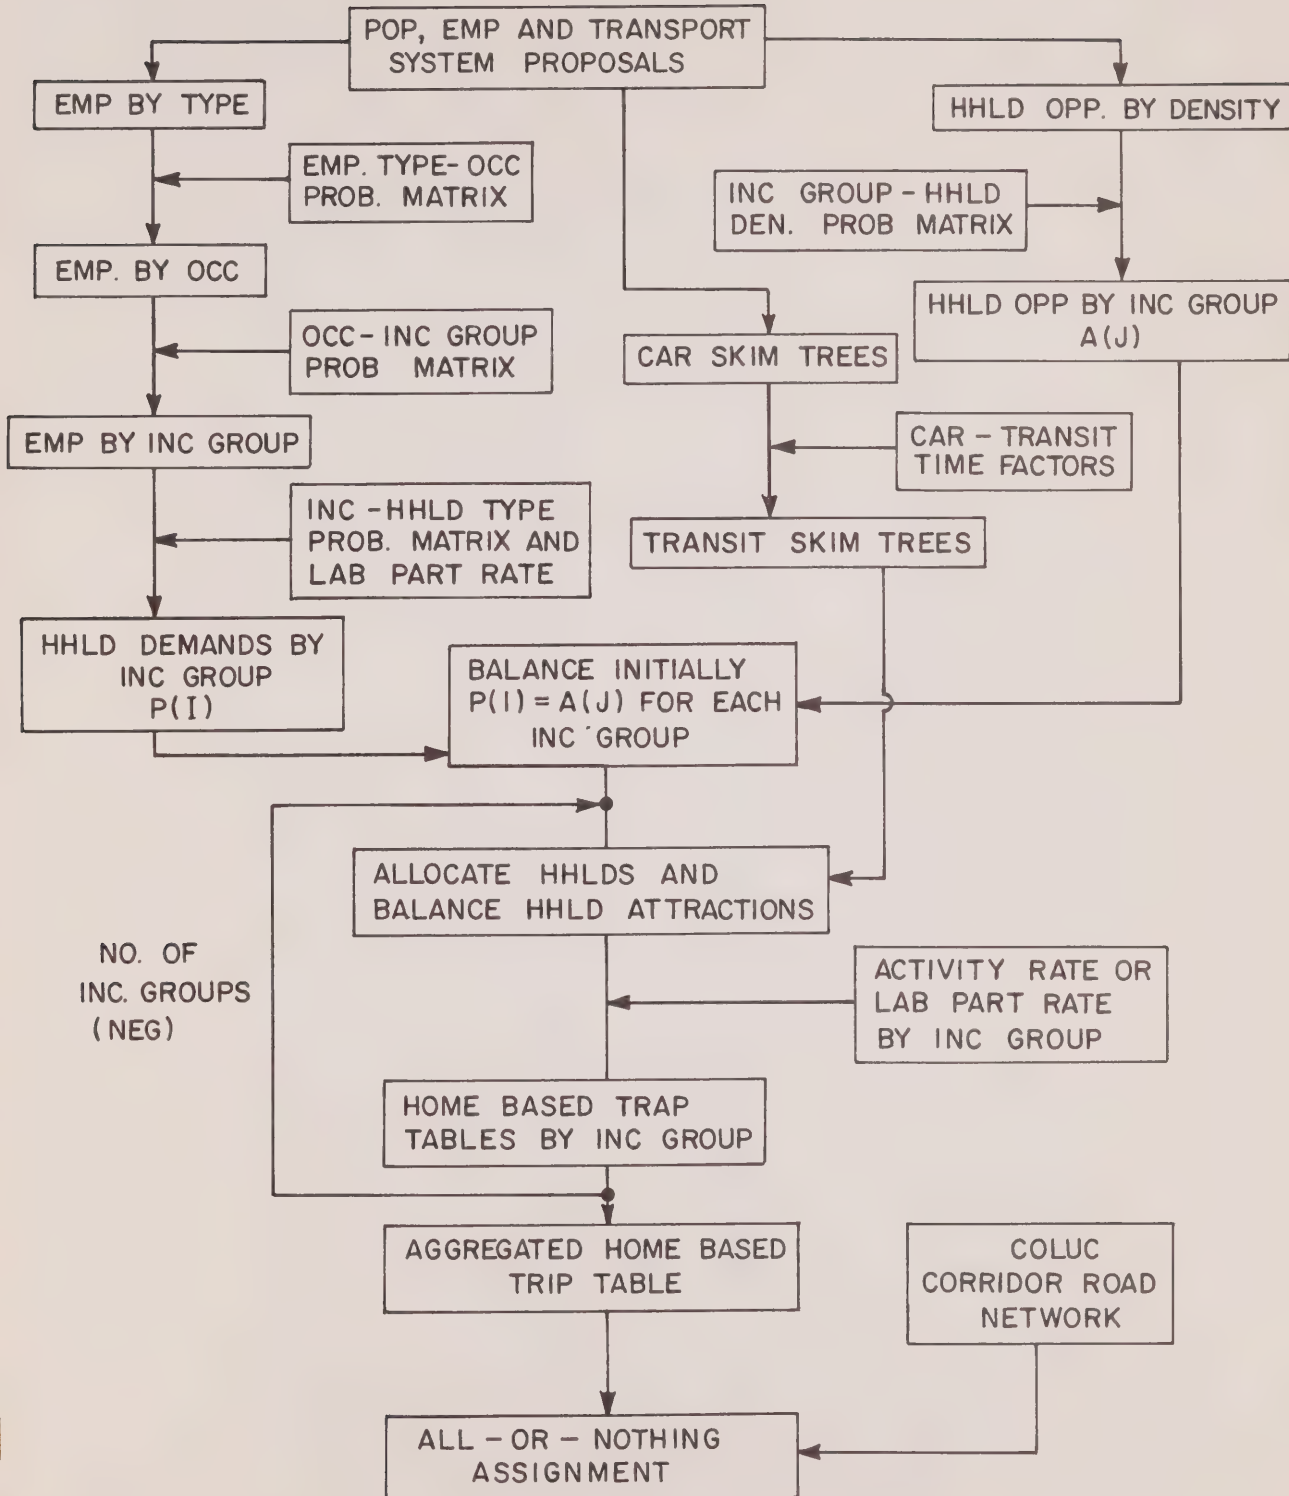 POP, EMP AND TRANSPORT
SYSTEM PROPOSALS
EMP BY TYPE
HHLD OPP. BY DENSITY
EMP. TYPE-OCC
PROB. MATRIX
INC GROUP - HHLD
DEN. PROB MATRIX
EMP. BY OCC
HHLD OPP BY INC GROUP
A(J)
OCC-INC GROUP
PROB MATRIX
CAR SKIM TREES
EMP BY INC GROUP
CAR - TRANSIT
TIME FACTORS
INC -HHLD TYPE
PROB. MATRIX AND
LAB PART RATE
TRANSIT SKIM TREES
HHLD DEMANDS BY
INC GROUP
P(I)
BALANCE INITIALLY
P(I) = A(J) FOR EACH
INC GROUP
ALLOCATE HHLDS AND
BALANCE HHLD ATTRACTIONS
NO. OF
INC. GROUPS
(NEG)
ACTIVITY RATE OR
LAB PART RATE
BY INC GROUP
HOME BASED TRAP
TABLES BY INC GROUP
AGGREGATED HOME BASED
TRIP TABLE
COLUC
CORRIDOR ROAD
NETWORK
ALL - OR - NOTHING
ASSIGNMENT